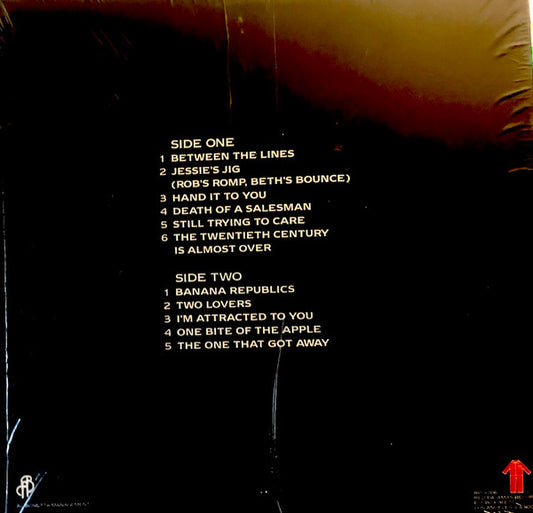 SIDE ONE
1 BETWEEN THE LINES
2 JESSIE'S JIG
(ROB'S ROMP, BETH'S BOUNCE)
3 HAND IT TO YOU
4 DEATH OF A SALESMAN
5 STILL TRYING TO CARE
6 THE TWENTIETH CENTURY
IS ALMOST OVER
SIDE TWO
1 BANANA REPUBLICS
2 TWO LOVERS
3 I'M ATTRACTED TO YOU
4 ONE BITE OF THE APPLE
5 THE ONE THAT GOT AWAY